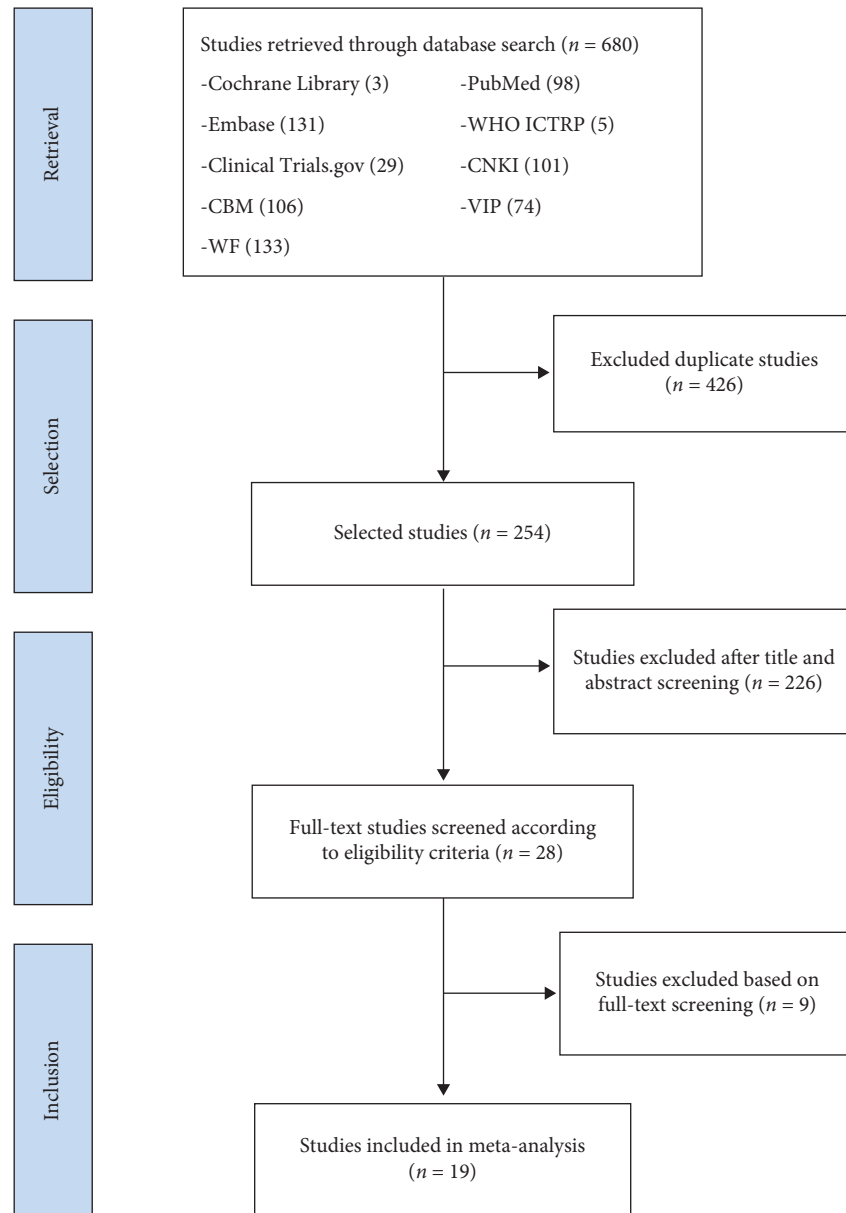 Retrieval
Studies retrieved through database search (n = 680)
-Cochrane Library (3)
-PubMed (98)
-Embase (131)
-WHO ICTRP (5)
-Clinical Trials.gov (29)
-CNKI (101)
-CBM (106)
-VIP (74)
-WF (133)
Selection
Excluded duplicate studies
(n = 426)
Selected studies (n = 254)
Eligibility
Studies excluded after title and
abstract screening (n = 226)
Full-text studies screened according
to eligibility criteria (n = 28)
Inclusion
Studies excluded based on
full-text screening (n = 9)
Studies included in meta-analysis
(n = 19)